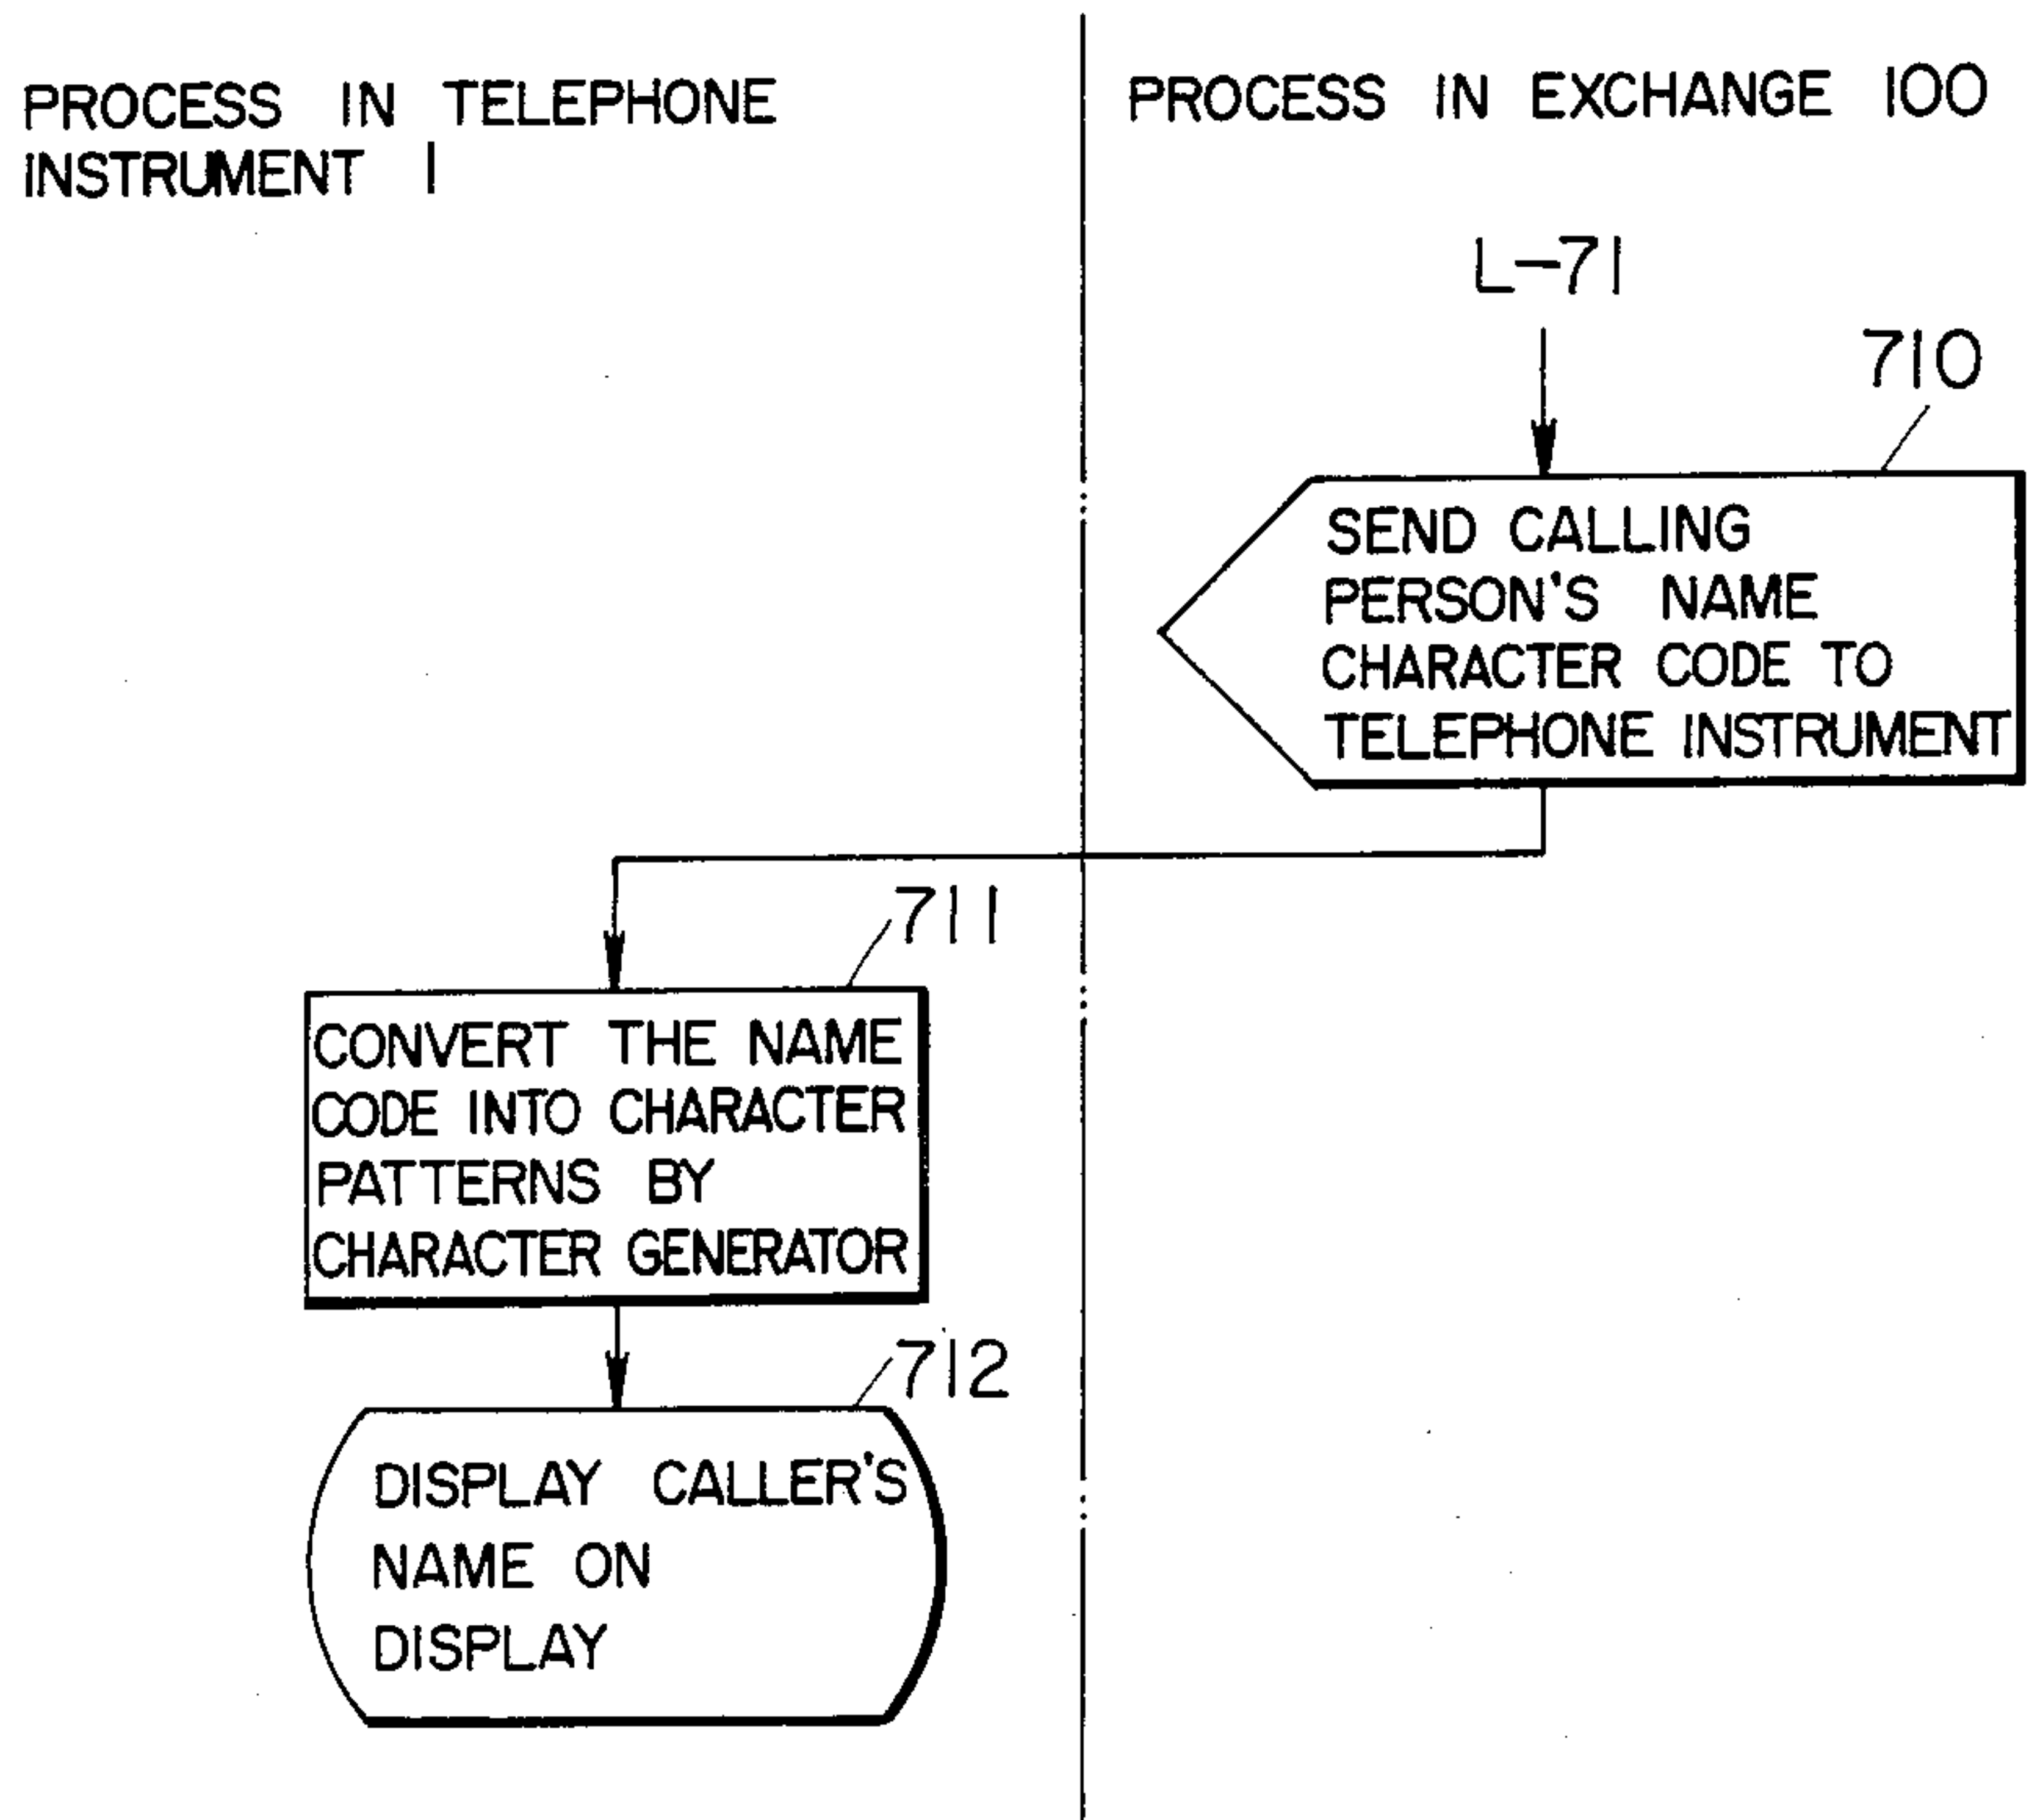 PROCESS IN TELEPHONE
INSTRUMENT 1
PROCESS IN EXCHANGE 100
L-71
710
SEND CALLING
PERSON'S NAME
CHARACTER CODE TO
TELEPHONE INSTRUMENT
711
CONVERT THE NAME
CODE INTO CHARACTER
PATTERNS BY
CHARACTER GENERATOR
712
DISPLAY CALLER'S
NAME ON
DISPLAY